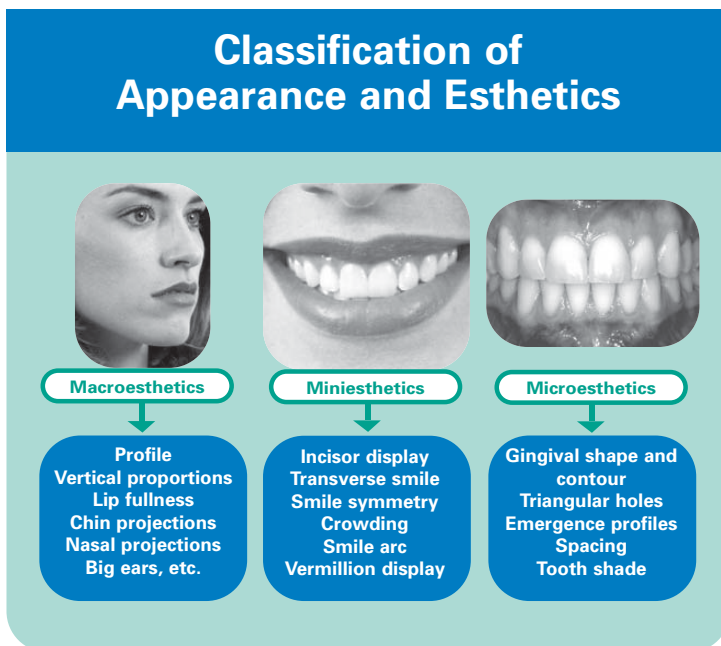 Classification of
Appearance and Esthetics
Macroesthetics
Miniesthetics
Microesthetics
Profile
Vertical proportions
Lip fullness
Chin projections
Nasal projections
Big ears, etc.
Incisor display
Transverse smile
Smile symmetry
Crowding
Smile arc
Vermillion display
Gingival shape and
contour
Triangular holes
Emergence profiles
Spacing
Tooth shade